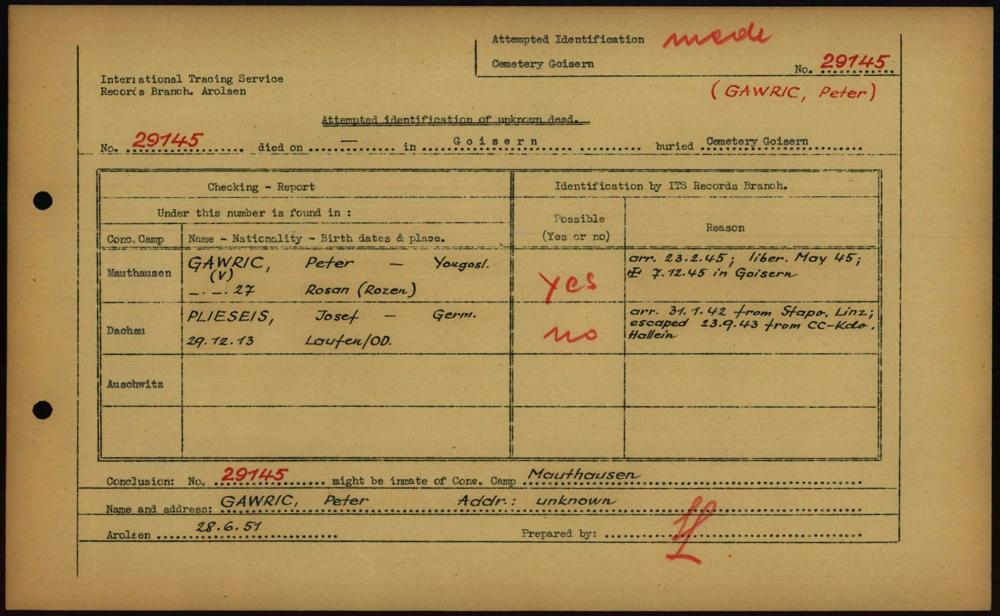 Attempted Identification made
Cemetery Goisern
No. 29145
International Tracing Service
Records Branch. Arolsen
(GAWRIC, Peter)
Attempted identification of unknown dead.
No. 29145 died on — in Goisern buried Cemetery Goisern
Checking - Report
Identification by ITS Records Branch.
Under this number is found in :
Possible
(Yes or no)
Reason
Conc. Camp
Name - Nationality - Birth dates & place.
Mauthausen
GAWRIC, Peter — Yougosl.
(V)
_._.27 Rosan (Rozen)
yes
arr. 23.2.45; liber. May 45;
7.12.45 in Goisern
Dachau
PLIESEIS, Josef — Germ.
29.12.13 Laufen/OD.
no
arr. 31.1.42 from Stapo, Linz;
escaped 23.9.43 from CC-Kdo.
Hallein
Auschwitz
Conclusion: No. 29145 might be inmate of Conc. Camp Mauthausen
Name and address: GAWRIC, Peter Addr.: unknown
Arolsen 28.6.51
Prepared by: